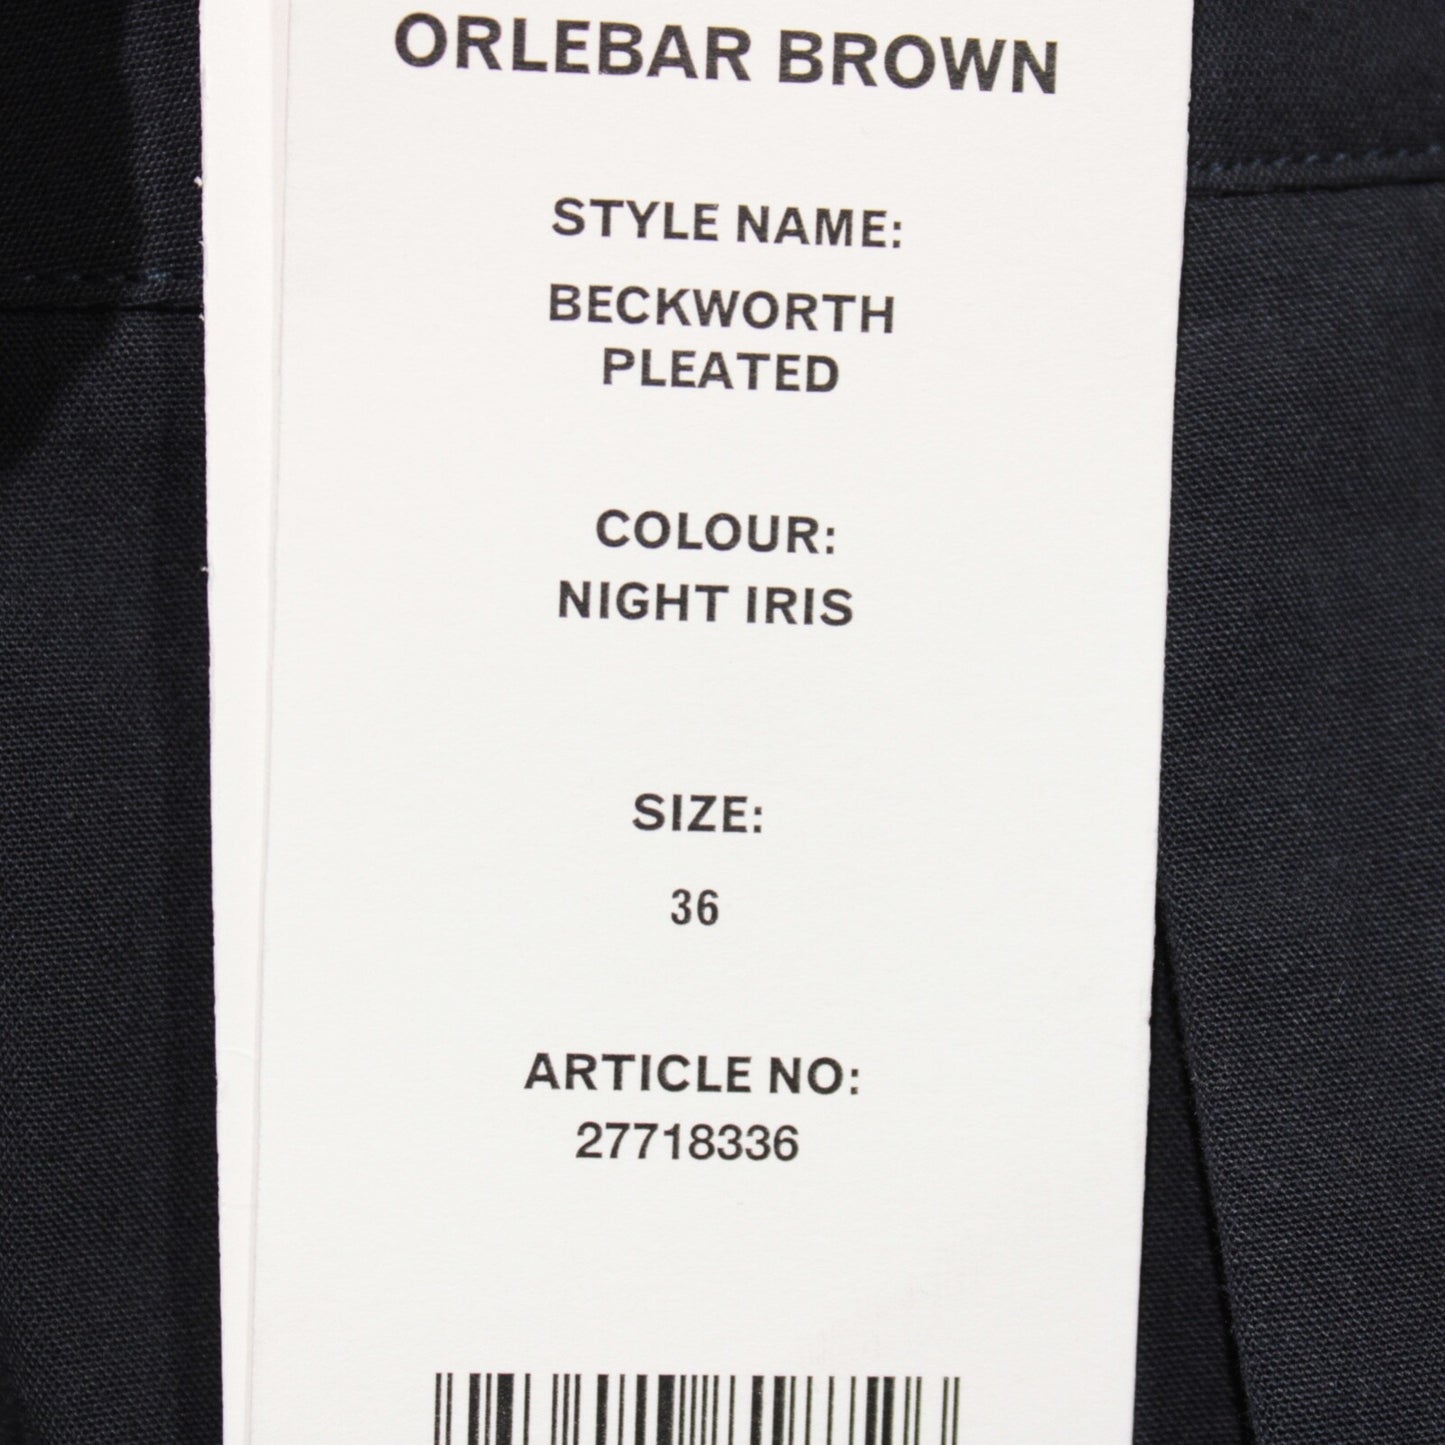 ORLEBAR BROWN
STYLE NAME:
BECKWORTH
PLEATED
COLOUR:
NIGHT IRIS
SIZE:
36
ARTICLE NO:
27718336